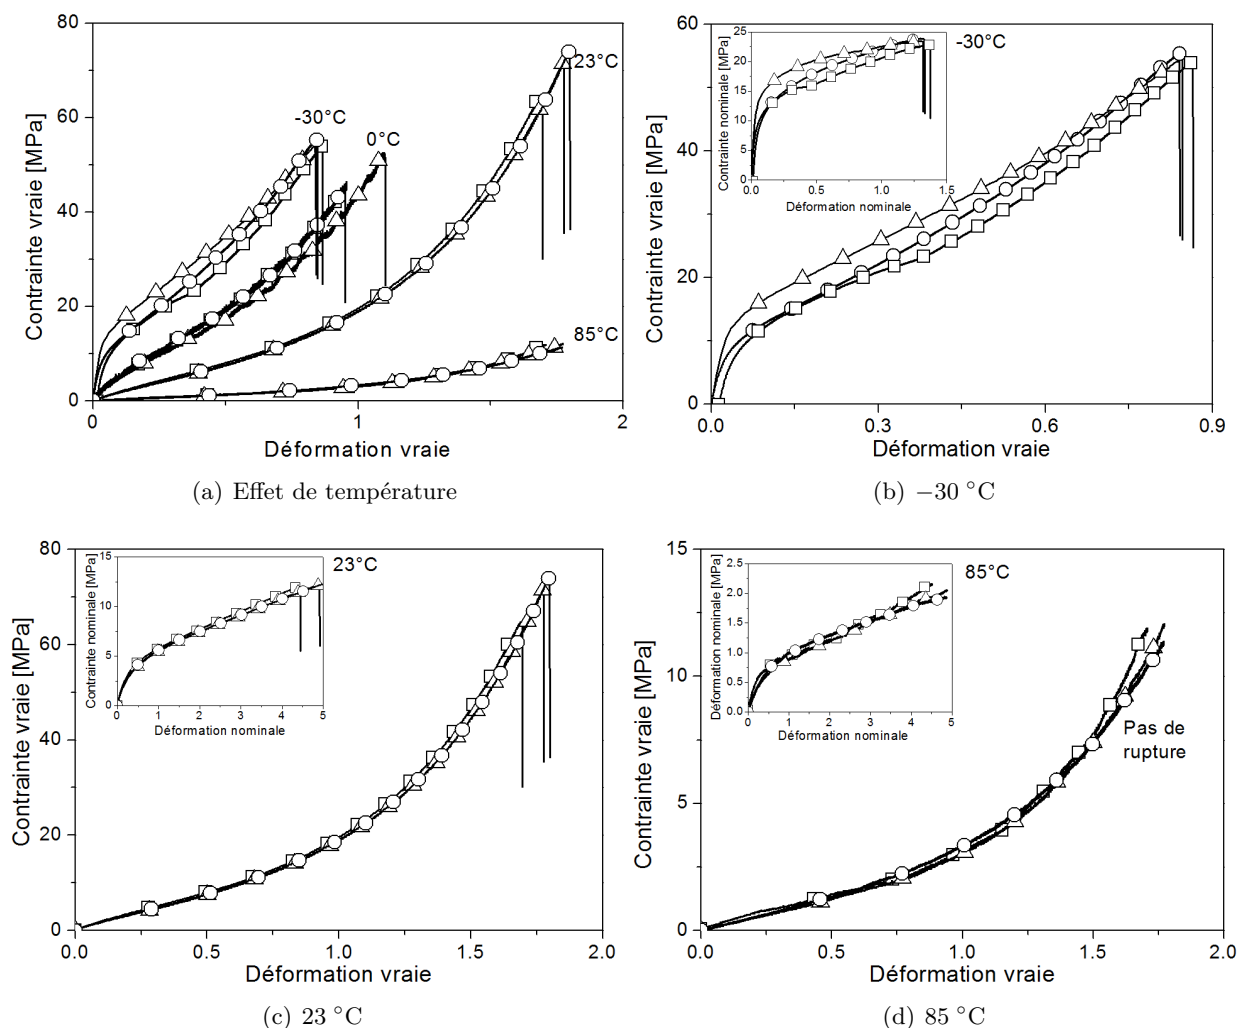 80
60
40
20
0
0
1
2
Contrainte vraie [MPa]
Déformation vraie
-30°C
0°C
23°C
85°C
(a) Effet de température
60
40
20
0
0.0
0.3
0.6
0.9
Contrainte vraie [MPa]
Déformation vraie
-30°C
25
20
15
10
5
0
0.0
0.5
1.0
1.5
Contrainte nominale [MPa]
Déformation nominale
(b) −30 °C
80
60
40
20
0
0.0
0.5
1.0
1.5
2.0
Contrainte vraie [MPa]
Déformation vraie
23°C
15
10
5
0
0
1
2
3
4
5
Contrainte nominale [MPa]
Déformation nominale
(c) 23 °C
15
10
5
0
0.0
0.5
1.0
1.5
2.0
Contrainte vraie [MPa]
Déformation vraie
85°C
Pas de
rupture
2.5
2.0
1.5
1.0
0.5
0.0
0
1
2
3
4
5
Déformation nominale [MPa]
Déformation nominale
(d) 85 °C